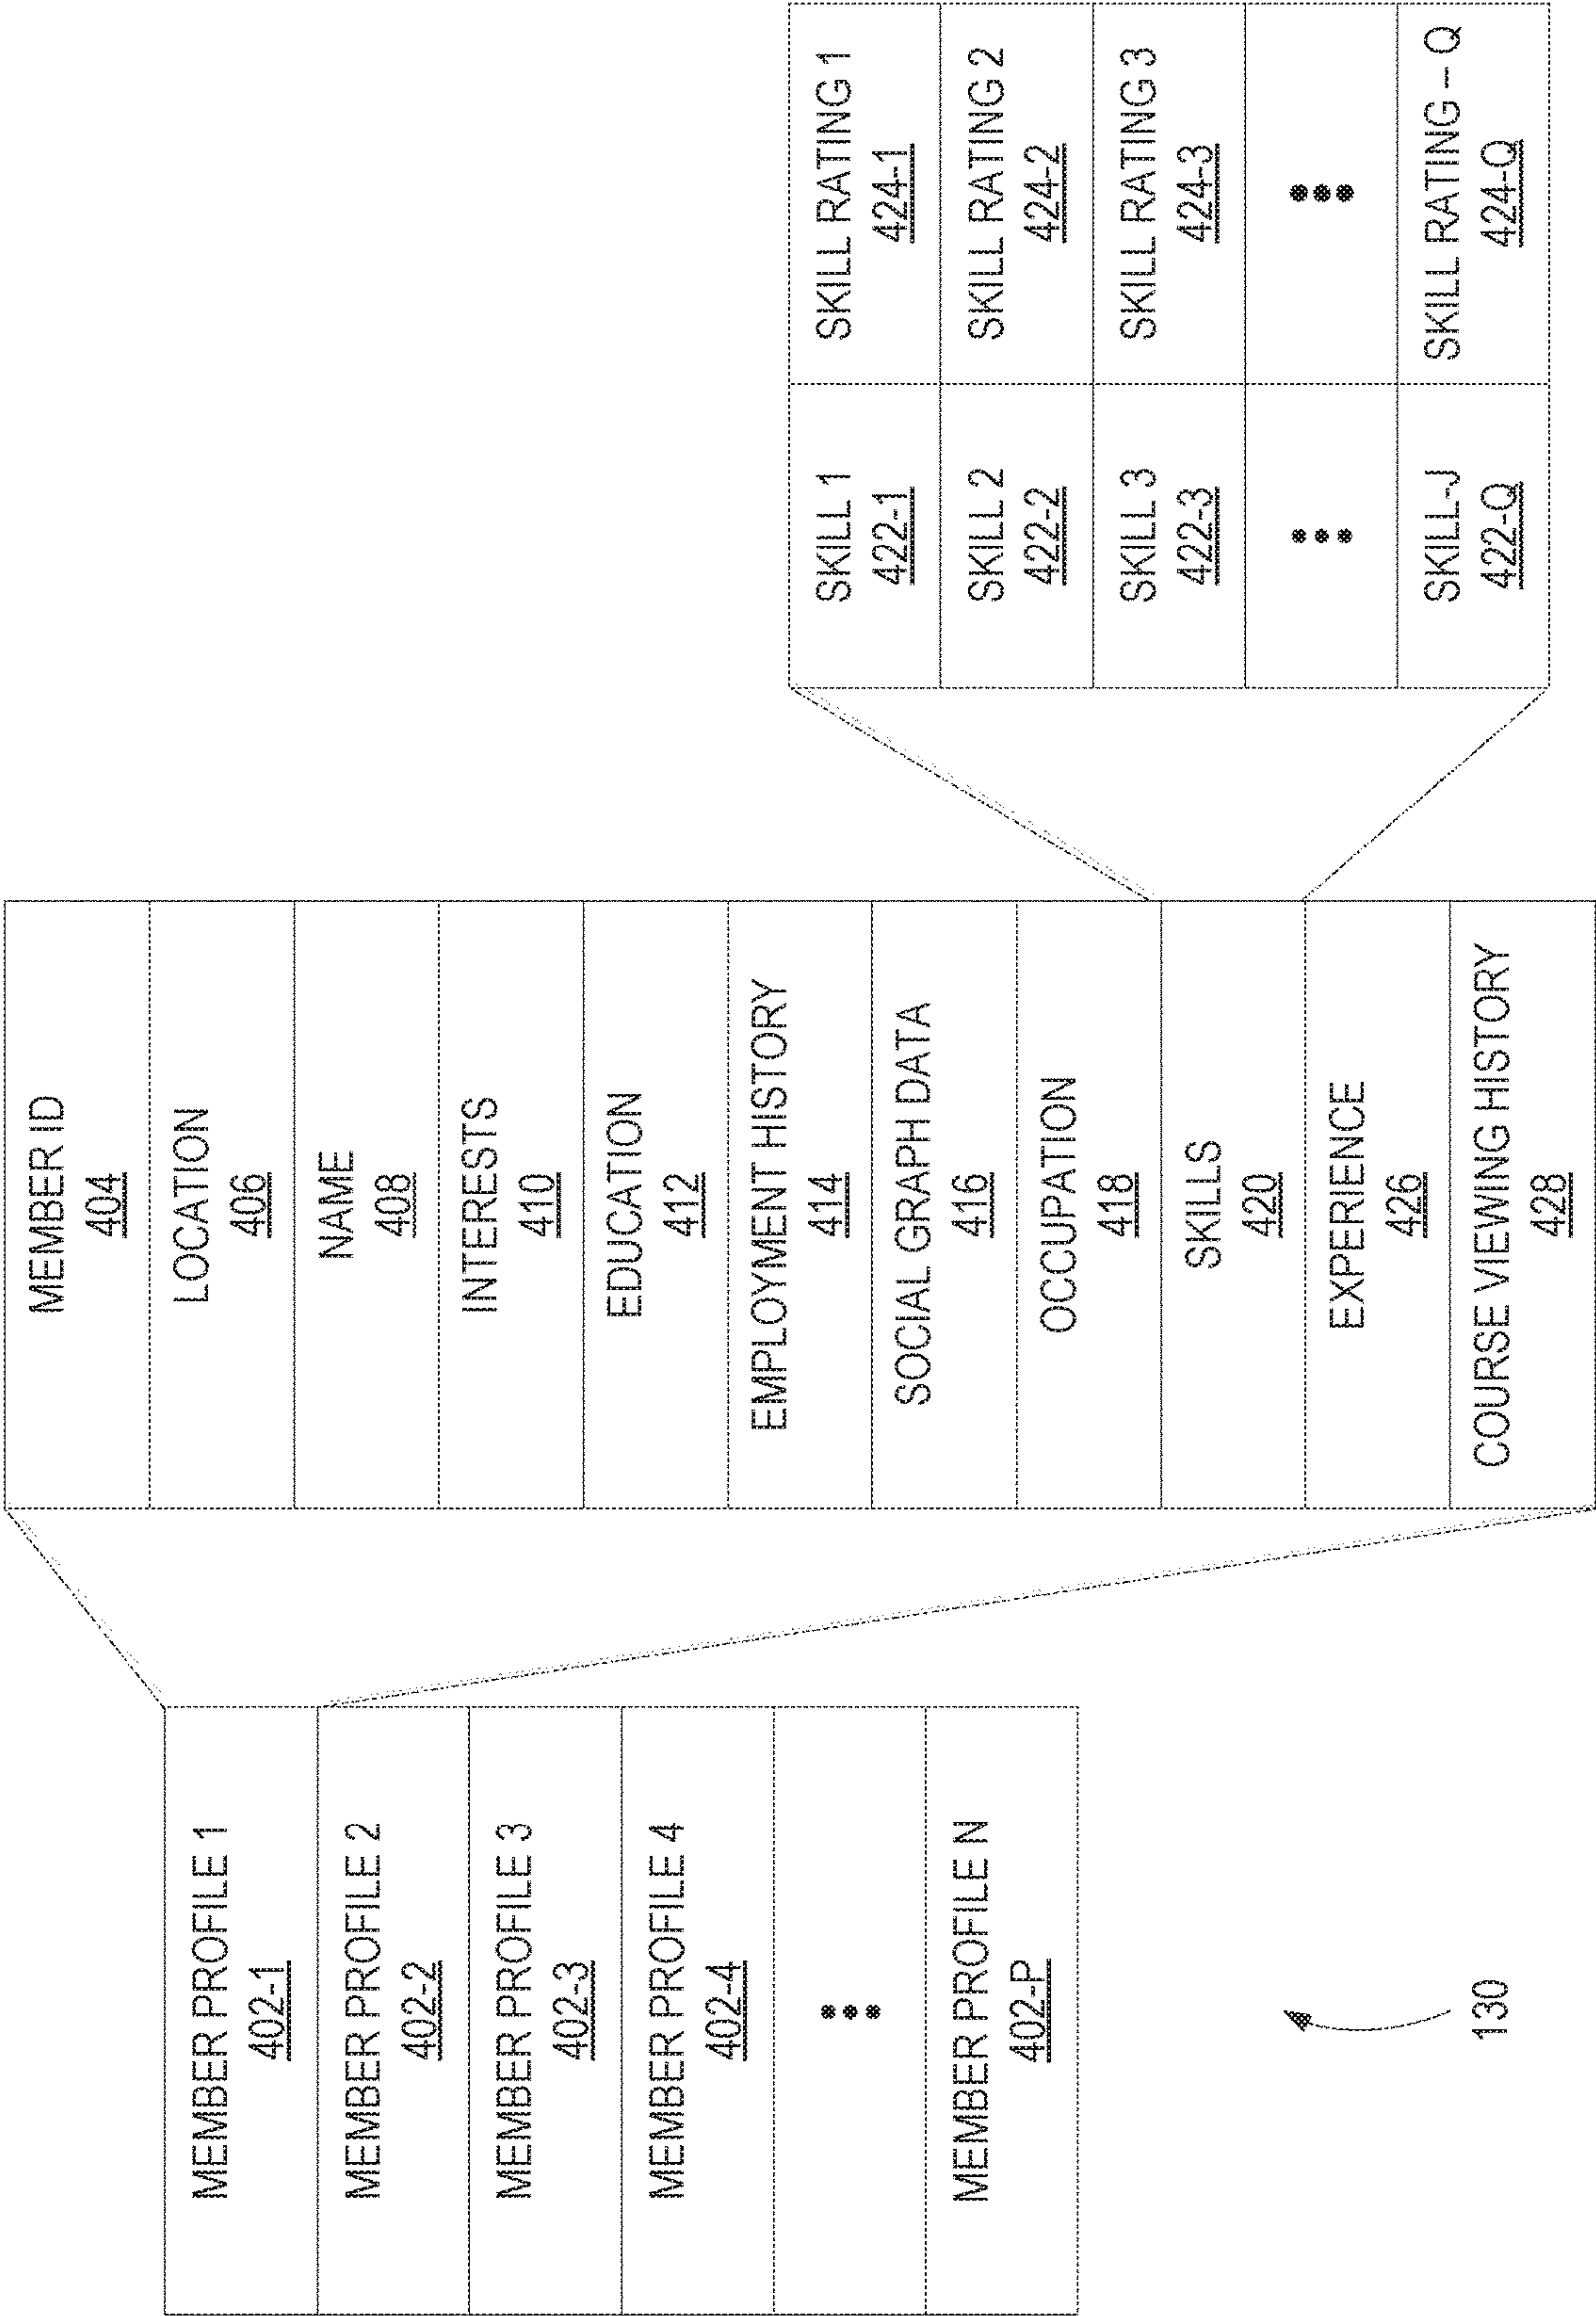 MEMBER PROFILE 1
402-1
MEMBER PROFILE 2
402-2
MEMBER PROFILE 3
402-3
MEMBER PROFILE 4
402-4
•••
MEMBER PROFILE N
402-P
130
MEMBER ID
404
LOCATION
406
NAME
408
INTERESTS
410
EDUCATION
412
EMPLOYMENT HISTORY
414
SOCIAL GRAPH DATA
416
OCCUPATION
418
SKILLS
420
EXPERIENCE
426
COURSE VIEWING HISTORY
428
SKILL 1
422-1
SKILL RATING 1
424-1
SKILL 2
422-2
SKILL RATING 2
424-2
SKILL 3
422-3
SKILL RATING 3
424-3
•••
•••
SKILL-J
422-Q
SKILL RATING – Q
424-Q